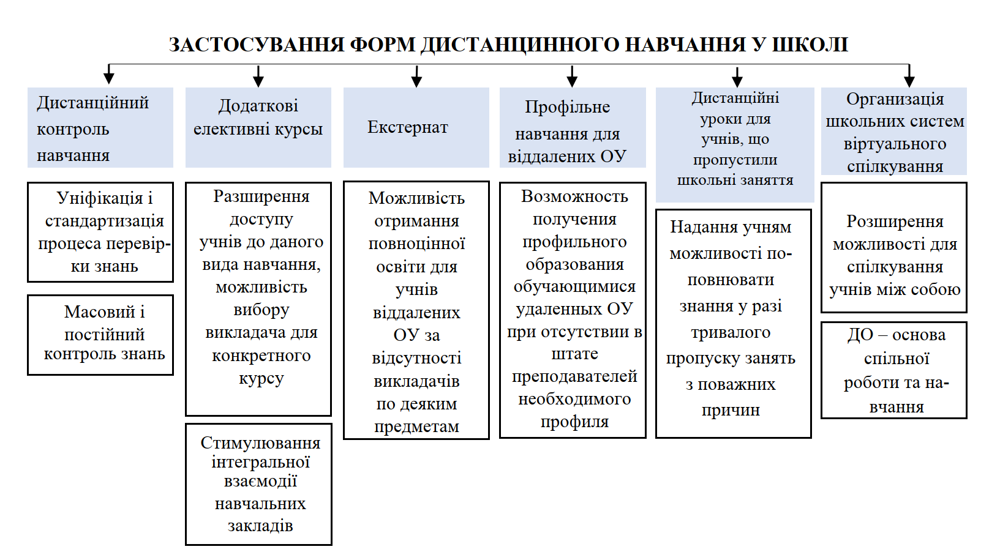 ЗАСТОСУВАННЯ ФОРМ ДИСТАНЦИННОГО НАВЧАННЯ У ШКОЛІ
Дистанційний
контроль
навчання
Уніфікація і
стандартизація
процеса перевір-
ки знань
Масовий і
постійний
контроль знань
Додаткові
елективні курсы
Разширення
доступу
учнів до даного
вида навчання,
можливість
вибору
викладача для
конкретного
курсу
Стимулювання
інтегральної
взаємодії
навчальних
закладів
Екстернат
Можливість
отримання
повноцінної
освіти для
учнів
віддалених
ОУ за
відсутності
викладачів
по деяким
предметам
Профільне
навчання для
віддалених ОУ
Возможность
получения
профильного
образования
обучающимися
удаленных ОУ
при отсутствии в
штате
преподавателей
необходимого
профиля
Дистанційні
уроки для
учнів, що
пропустили
школьні заняття
Надання учням
можливості по-
повнювати
знання у разі
тривалого
пропуску занять
з поважних
причин
Организація
школьних систем
віртуального
спілкування
Розширення
можливості для
спілкування
учнів між собою
ДО – основа
спільної
роботи та на-
вчання